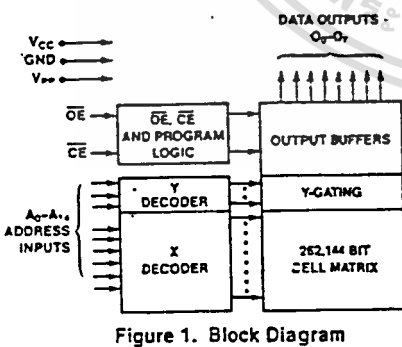 DATA OUTPUTS
O₀–O₇
VCC
GND
VPP
OE
CE
OE, CE
AND PROGRAM
LOGIC
OUTPUT BUFFERS
A₀–A₁₄
ADDRESS
INPUTS
Y
DECODER
Y-GATING
X
DECODER
262,144 BIT
CELL MATRIX
Figure 1. Block Diagram